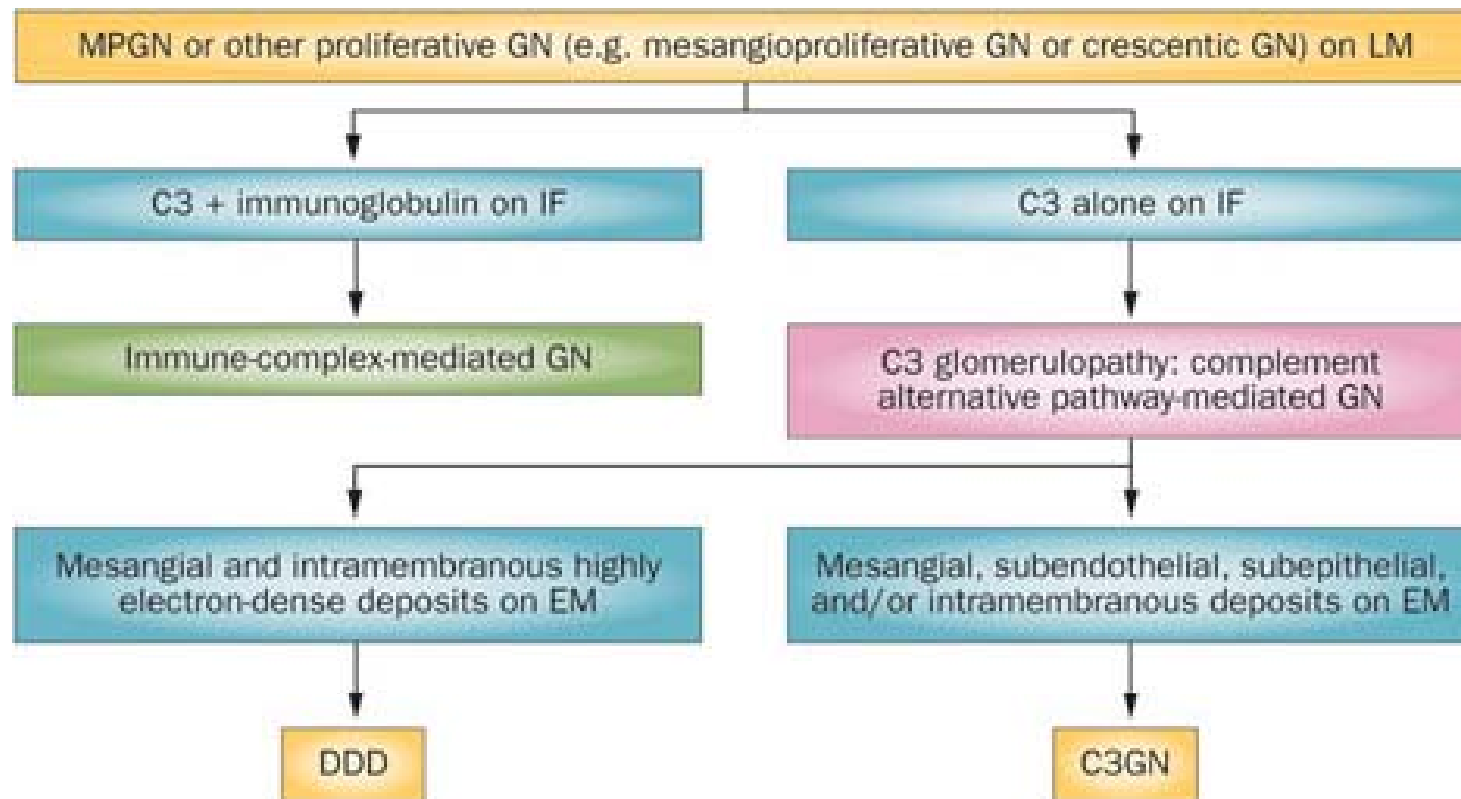 MPGN or other proliferative GN (e.g. mesangioproliferative GN or crescentic GN) on LM
C3 + immunoglobulin on IF
C3 alone on IF
Immune-complex-mediated GN
C3 glomerulopathy: complement
alternative pathway-mediated GN
Mesangial and intramembranous highly
electron-dense deposits on EM
Mesangial, subendothelial, subepithelial,
and/or intramembranous deposits on EM
DDD
C3GN